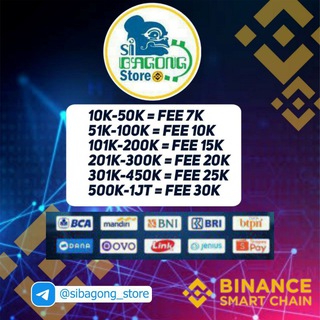 Si
BAGONG
Store
10K-50K = FEE 7K
51K-100K = FEE 10K
101K-200K = FEE 15K
201K-300K = FEE 20K
301K-450K = FEE 25K
500K-1JT = FEE 30K
BCA mandiri BNI BRI btpn
DANA OVO Link jenius Pay
@sibagong_store
BINANCE
SMART CHAIN